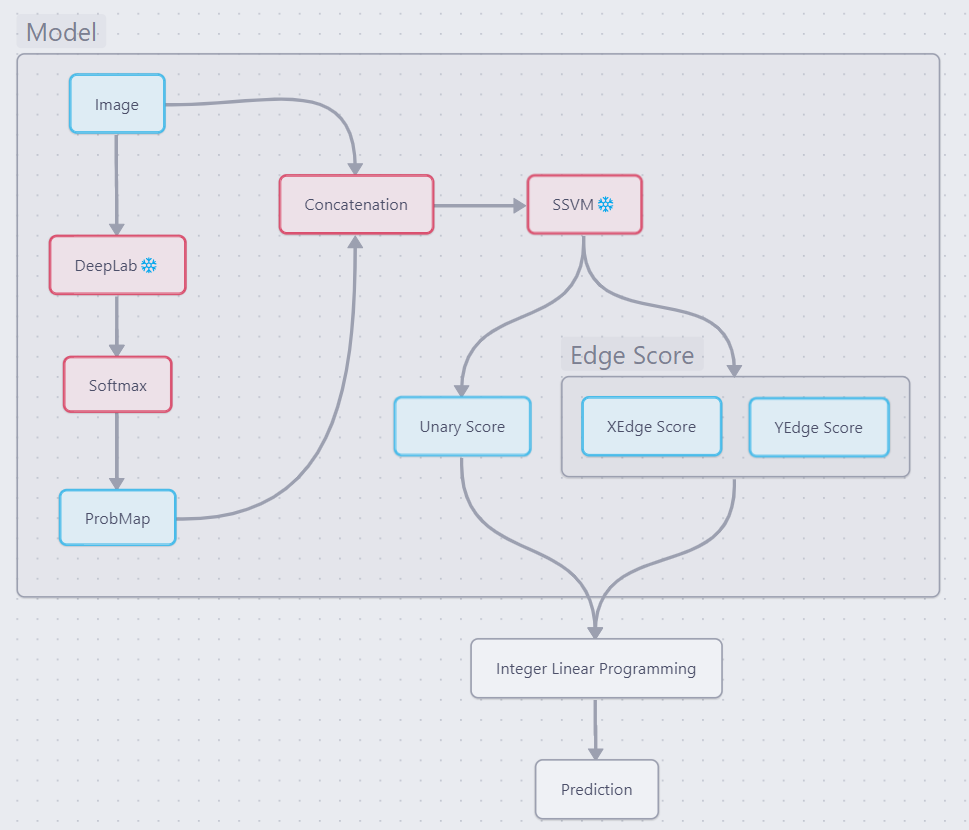 Model
Image
Concatenation
SSVM ❄
DeepLab ❄
Edge Score
Softmax
Unary Score
XEdge Score
YEdge Score
ProbMap
Integer Linear Programming
Prediction